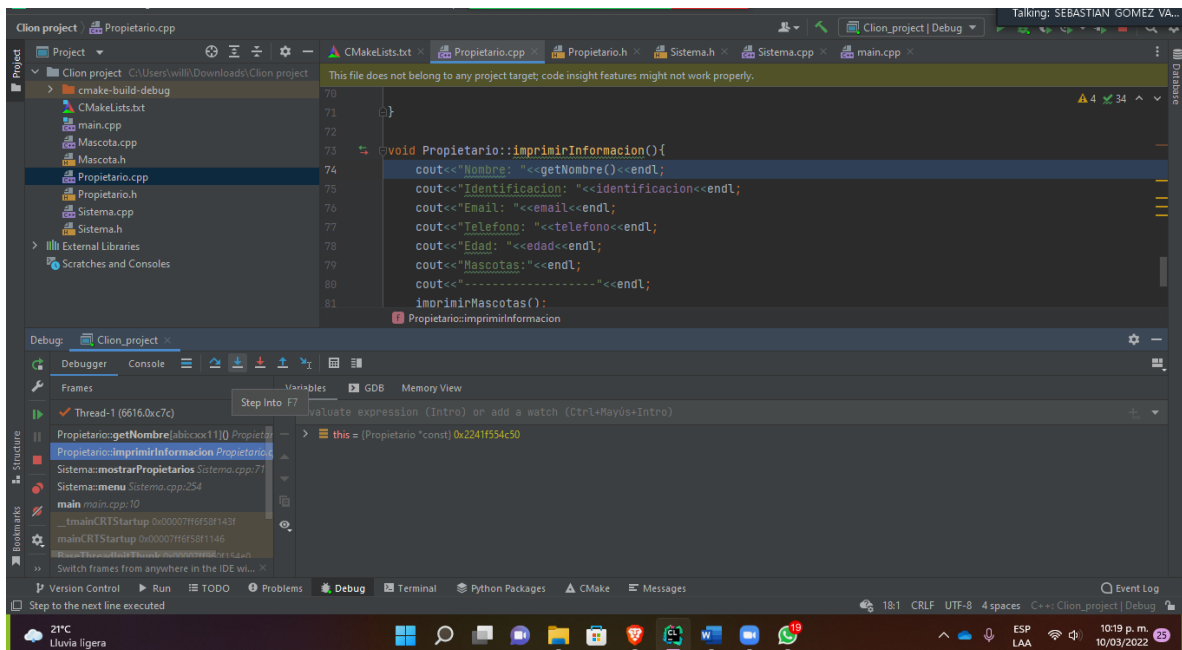 Talking: SEBASTIAN GOMEZ VA...
Clion project Propietario.cpp Clion_project | Debug
Project CMakeLists.txt Propietario.cpp Propietario.h Sistema.h Sistema.cpp main.cpp
Clion project C:\Users\willi\Downloads\Clion project
This file does not belong to any project target; code insight features might not work properly.
cmake-build-debug
CMakeLists.txt
main.cpp
Mascota.cpp
Mascota.h
Propietario.cpp
Propietario.h
Sistema.cpp
Sistema.h
External Libraries
Scratches and Consoles
4 34
70
71 }
72
73 void Propietario::imprimirInformacion(){
74 cout<<"Nombre: "<<getNombre()<<endl;
75 cout<<"Identificacion: "<<identificacion<<endl;
76 cout<<"Email: "<<email<<endl;
77 cout<<"Telefono: "<<telefono<<endl;
78 cout<<"Edad: "<<edad<<endl;
79 cout<<"Mascotas:"<<endl;
80 cout<<"-------------------"<<endl;
81 imprimirMascotas();
f Propietario::imprimirInformacion
Project
Structure
Bookmarks
Database
Debug: Clion_project
Debugger Console
Frames Variables GDB Memory View
Step Into F7
Thread-1 (6616.0xc7c)
valuate expression (Intro) or add a watch (Ctrl+Mayús+Intro)
Propietario::getNombre[abi:cxx11]() Propietar
Propietario::imprimirInformacion Propietario.c
Sistema::mostrarPropietarios Sistema.cpp:71
Sistema::menu Sistema.cpp:254
main main.cpp:10
__tmainCRTStartup 0x00007ff6f58f143f
mainCRTStartup 0x00007ff6f58f1146
Switch frames from anywhere in the IDE wi...
this = {Propietario *const} 0x2241f554c50
Version Control Run TODO Problems Debug Terminal Python Packages CMake Messages Event Log
Step to the next line executed 18:1 CRLF UTF-8 4 spaces C++: Clion_project | Debug
21°C
Lluvia ligera
19
ESP
LAA
10:19 p. m.
10/03/2022
25